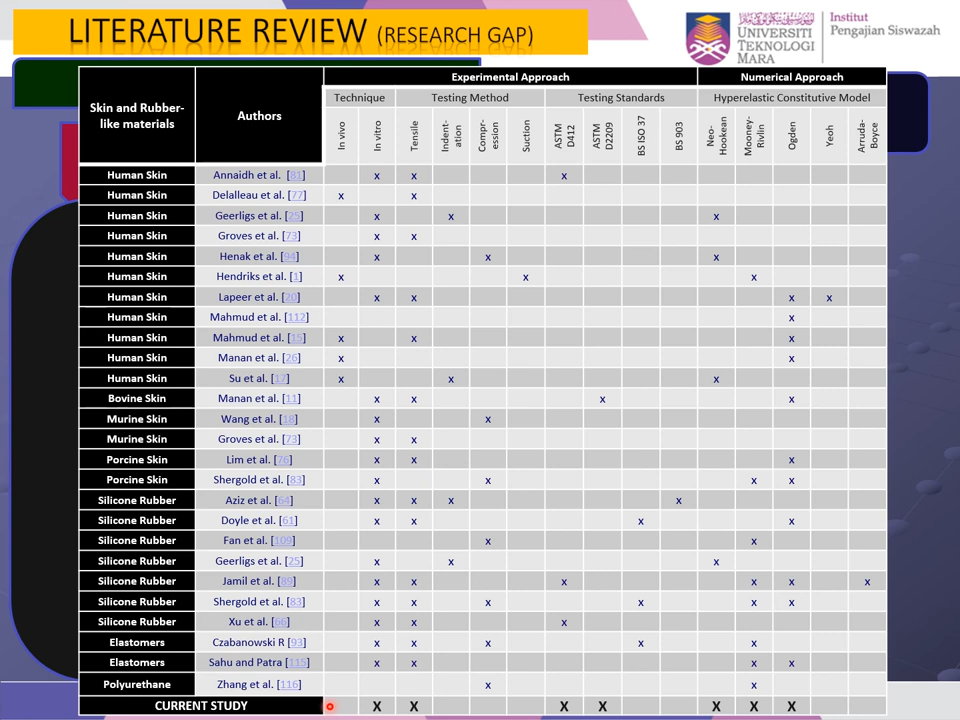 LITERATURE REVIEW (RESEARCH GAP)
UNIVERSITI
TEKNOLOGI
MARA
Institut
Pengajian Siswazah
Skin and Rubber-like materials Authors Experimental Approach Numerical Approach
Technique Testing Method Testing Standards Hyperelastic Constitutive Model
In vivo In vitro Tensile Indent-ation Compr-ession Suction ASTM D412 ASTM D2209 BS ISO 37 BS 903 Neo-Hookean Mooney-Rivlin Ogden Yeoh Arruda-Boyce
Human Skin Annaidh et al. [81] x x x
Human Skin Delalleau et al. [77] x x
Human Skin Geerligs et al. [25] x x x
Human Skin Groves et al. [73] x x
Human Skin Henak et al. [94] x x x
Human Skin Hendriks et al. [1] x x x
Human Skin Lapeer et al. [20] x x x x
Human Skin Mahmud et al. [112] x
Human Skin Mahmud et al. [15] x x x
Human Skin Manan et al. [26] x x
Human Skin Su et al. [17] x x x
Bovine Skin Manan et al. [11] x x x x
Murine Skin Wang et al. [18] x x
Murine Skin Groves et al. [73] x x
Porcine Skin Lim et al. [76] x x x
Porcine Skin Shergold et al. [83] x x x x
Silicone Rubber Aziz et al. [64] x x x x
Silicone Rubber Doyle et al. [61] x x x x
Silicone Rubber Fan et al. [109] x x
Silicone Rubber Geerligs et al. [25] x x x
Silicone Rubber Jamil et al. [89] x x x x x x
Silicone Rubber Shergold et al. [83] x x x x x x
Silicone Rubber Xu et al. [66] x x x
Elastomers Czabanowski R [93] x x x x x
Elastomers Sahu and Patra [115] x x x x
Polyurethane Zhang et al. [116] x x
CURRENT STUDY X X X X X X X